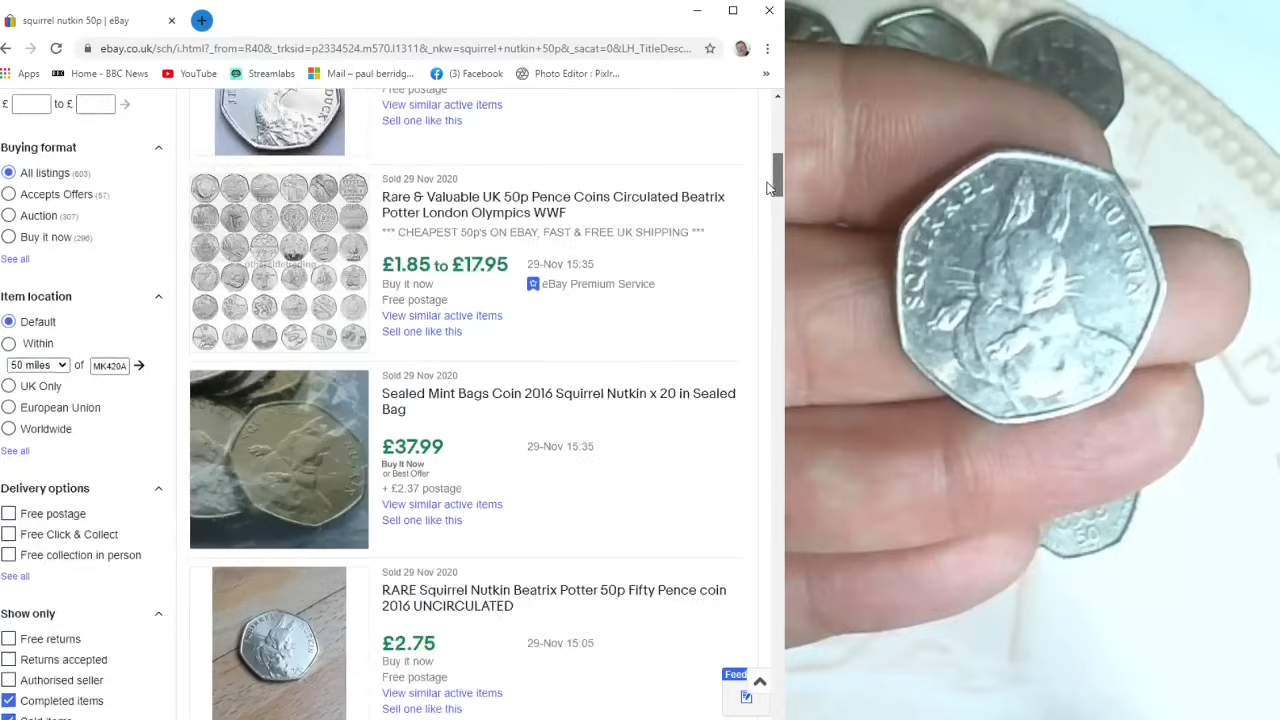 squirrel nutkin 50p | eBay
ebay.co.uk/sch/i.html?_from=R40&_trksid=p2334524.m570.l1311&_nkw=squirrel+nutkin+50p&_sacat=0&LH_TitleDesc...
Apps Home - BBC News YouTube Streamlabs Mail – paul berridg... (3) Facebook Photo Editor : Pixlr... »
£ to £
Buying format
All listings (603)
Accepts Offers (67)
Auction (307)
Buy it now (296)
See all
Item location
Default
Within
50 miles of MK420A
UK Only
European Union
Worldwide
See all
Delivery options
Free postage
Free Click & Collect
Free collection in person
See all
Show only
Free returns
Returns accepted
Authorised seller
Completed items
Sold items
DUCK
Free postage
View similar active items
Sell one like this
Sold 29 Nov 2020
Rare & Valuable UK 50p Pence Coins Circulated Beatrix
Potter London Olympics WWF
*** CHEAPEST 50p's ON EBAY, FAST & FREE UK SHIPPING ***
£1.85 to £17.95 29-Nov 15:35
Buy it now eBay Premium Service
Free postage
View similar active items
Sell one like this
Sold 29 Nov 2020
Sealed Mint Bags Coin 2016 Squirrel Nutkin x 20 in Sealed
Bag
£37.99 29-Nov 15:35
Buy It Now
or Best Offer
+ £2.37 postage
View similar active items
Sell one like this
Sold 29 Nov 2020
RARE Squirrel Nutkin Beatrix Potter 50p Fifty Pence coin
2016 UNCIRCULATED
£2.75 29-Nov 15:05
Buy it now
Free postage
View similar active items
Sell one like this
Feed
SQUIRREL NUTKIN
50